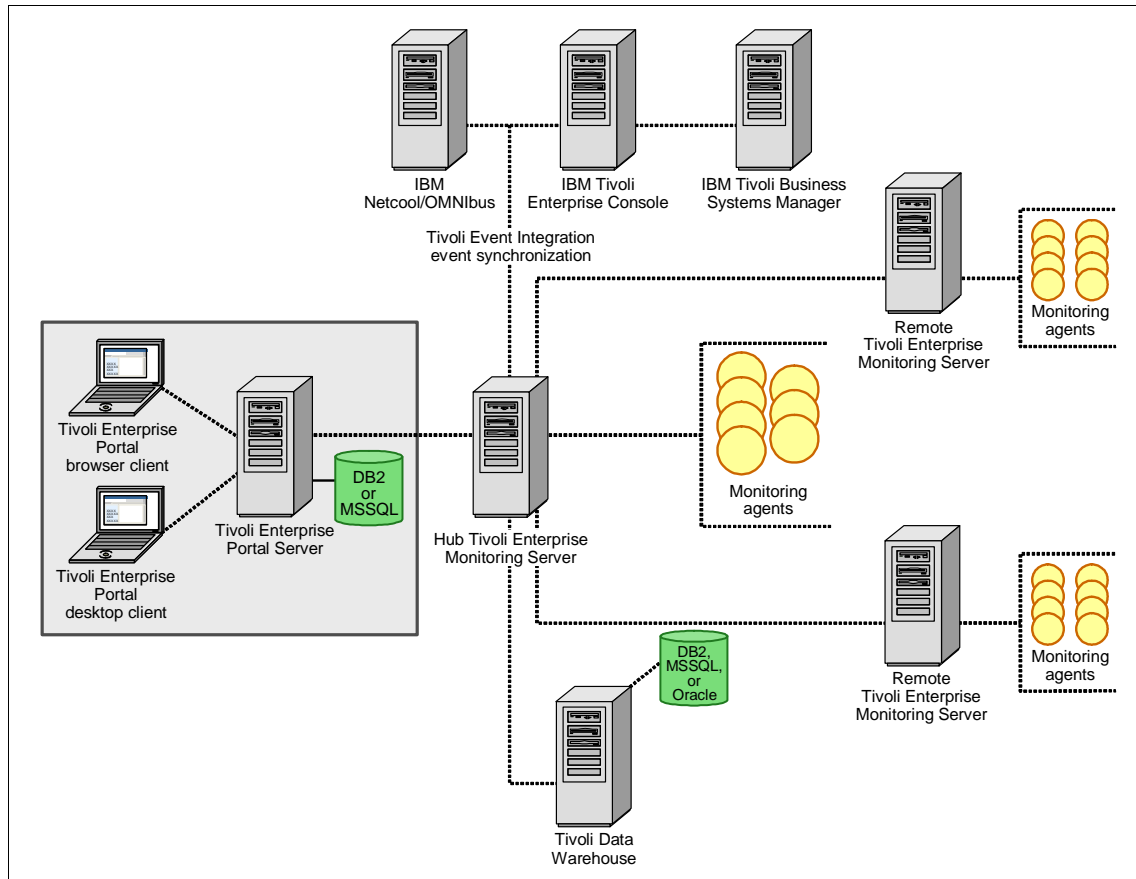 IBM
Netcool/OMNIbus
IBM Tivoli
Enterprise Console
IBM Tivoli Business
Systems Manager
Tivoli Event Integration
event synchronization
Remote
Tivoli Enterprise
Monitoring Server
Monitoring
agents
Tivoli Enterprise
Portal
browser client
Tivoli Enterprise
Portal
desktop client
Tivoli Enterprise
Portal Server
DB2
or
MSSQL
Hub Tivoli Enterprise
Monitoring Server
Monitoring
agents
Remote
Tivoli Enterprise
Monitoring Server
Monitoring
agents
DB2,
MSSQL,
or
Oracle
Tivoli Data
Warehouse